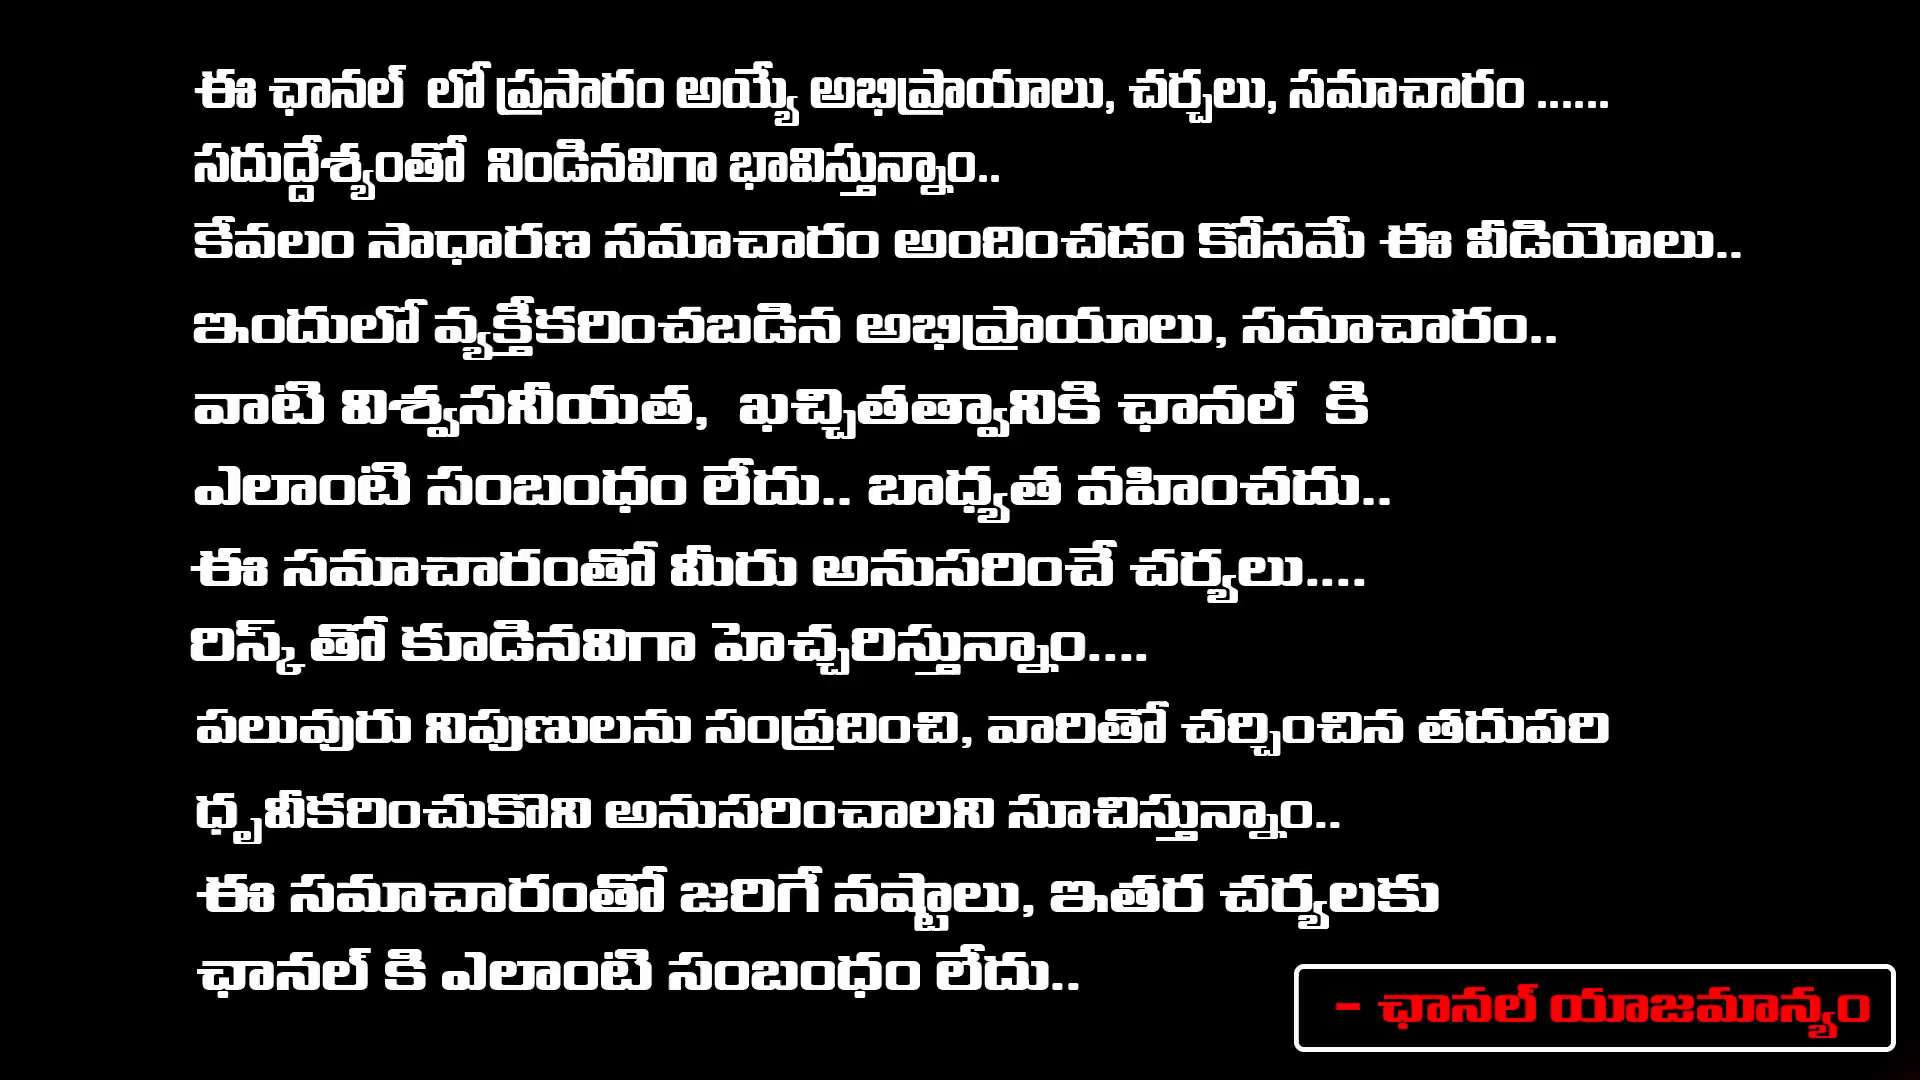 ఈ ఛానల్ లో ప్రసారం అయ్యే అభిప్రాయాలు, చర్చలు, సమాచారం ......
సదుద్దేశ్యంతో నిండినవిగా భావిస్తున్నాం..
కేవలం సాధారణ సమాచారం అందించడం కోసమే ఈ వీడియోలు..
ఇందులో వ్యక్తీకరించబడిన అభిప్రాయాలు, సమాచారం..
వాటి విశ్వసనీయత, ఖచ్చితత్వానికి ఛానల్ కి
ఎలాంటి సంబంధం లేదు.. బాధ్యత వహించదు..
ఈ సమాచారంతో మీరు అనుసరించే చర్యలు....
రిస్క్ తో కూడినవిగా హెచ్చరిస్తున్నాం....
పలువురు నిపుణులను సంప్రదించి, వారితో చర్చించిన తదుపరి
ధృవీకరించుకొని అనుసరించాలని సూచిస్తున్నాం..
ఈ సమాచారంతో జరిగే నష్టాలు, ఇతర చర్యలకు
ఛానల్ కి ఎలాంటి సంబంధం లేదు..
- ఛానల్ యాజమాన్యం